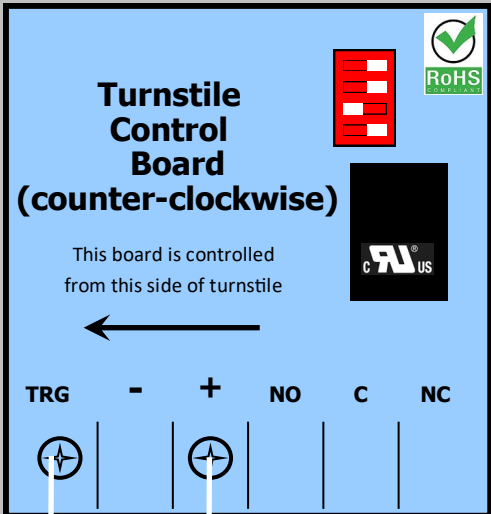 RoHS
COMPLIANT
Turnstile
Control
Board
(counter-clockwise)
This board is controlled
from this side of turnstile
c RU US
TRG - + NO C NC